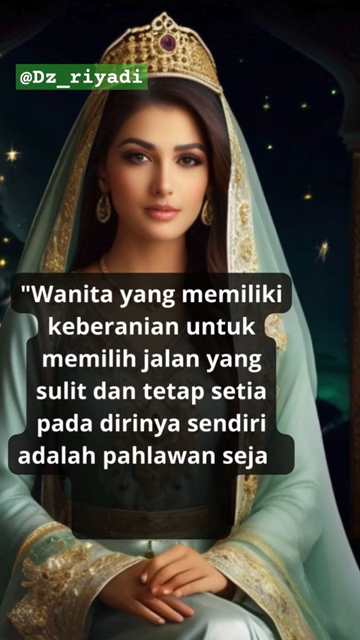 @Dz_riyadi
"Wanita yang memiliki
keberanian untuk
memilih jalan yang
sulit dan tetap setia
pada dirinya sendiri
adalah pahlawan seja